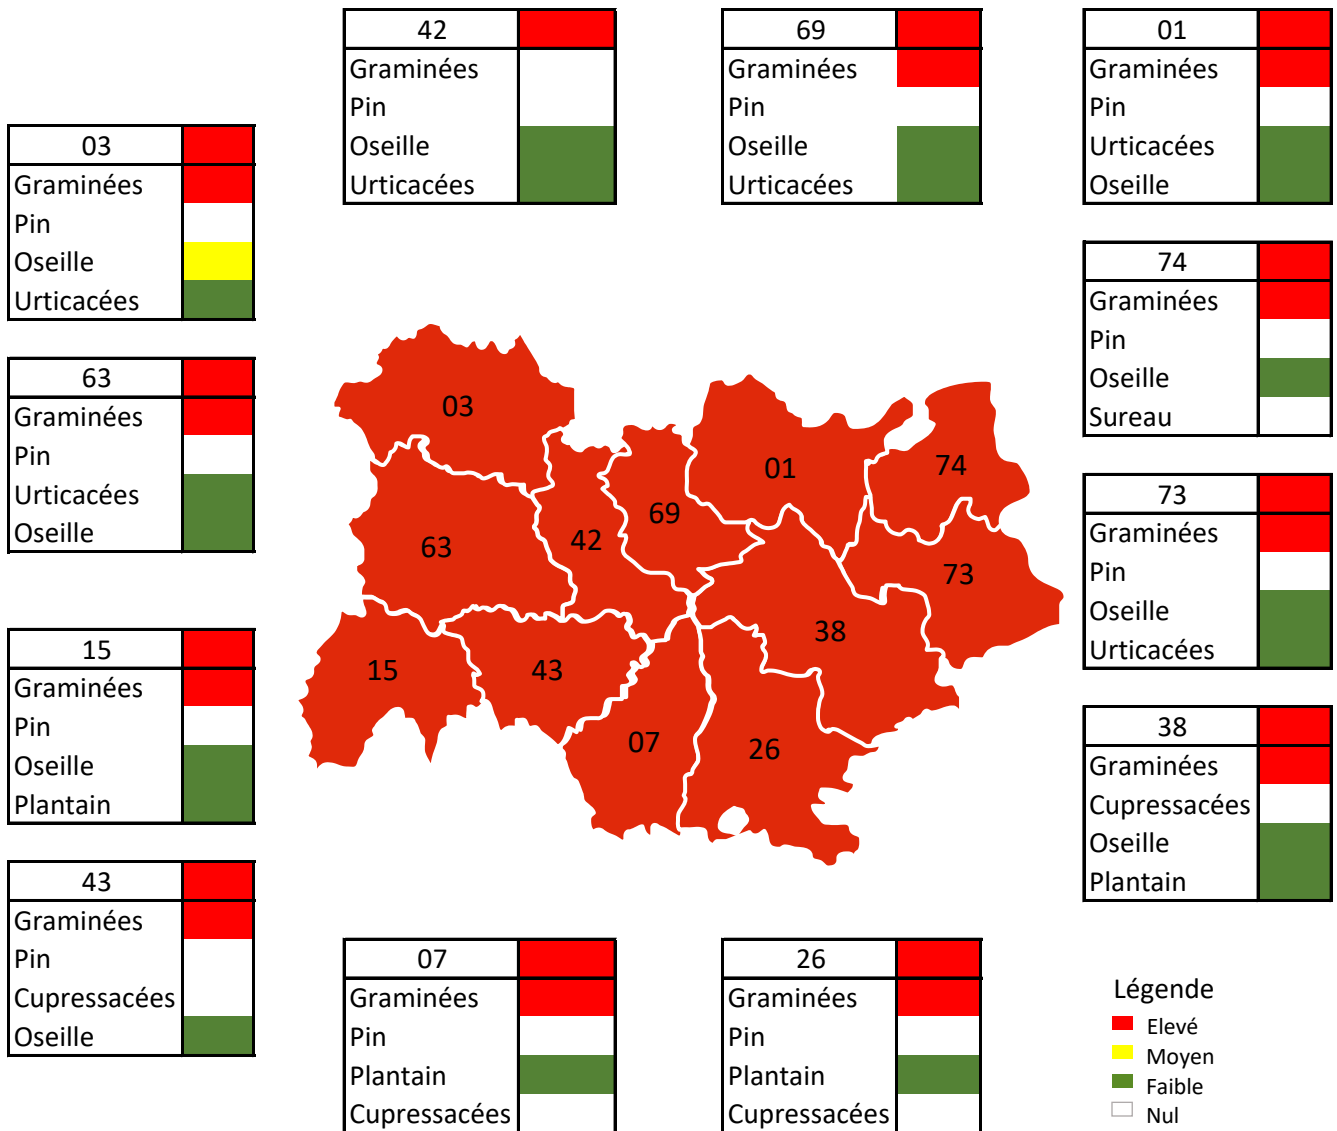 42
Graminées
Pin
Oseille
Urticacées
69
Graminées
Pin
Oseille
Urticacées
01
Graminées
Pin
Urticacées
Oseille
03
Graminées
Pin
Oseille
Urticacées
74
Graminées
Pin
Oseille
Sureau
63
Graminées
Pin
Urticacées
Oseille
73
Graminées
Pin
Oseille
Urticacées
15
Graminées
Pin
Oseille
Plantain
38
Graminées
Cupressacées
Oseille
Plantain
43
Graminées
Pin
Cupressacées
Oseille
07
Graminées
Pin
Plantain
Cupressacées
26
Graminées
Pin
Plantain
Cupressacées
03
01
74
69
42
63
73
38
15
43
07
26
Légende
Elevé
Moyen
Faible
Nul